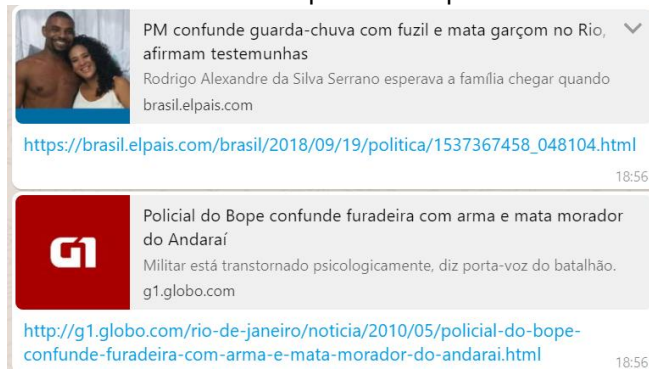 PM confunde guarda-chuva com fuzil e mata garçom no Rio,
afirmam testemunhas
Rodrigo Alexandre da Silva Serrano esperava a família chegar quando
brasil.elpais.com
https://brasil.elpais.com/brasil/2018/09/19/politica/1537367458_048104.html
18:56
G1
Policial do Bope confunde furadeira com arma e mata morador
do Andaraí
Militar está transtornado psicologicamente, diz porta-voz do batalhão.
g1.globo.com
http://g1.globo.com/rio-de-janeiro/noticia/2010/05/policial-do-bope-
confunde-furadeira-com-arma-e-mata-morador-do-andarai.html
18:56